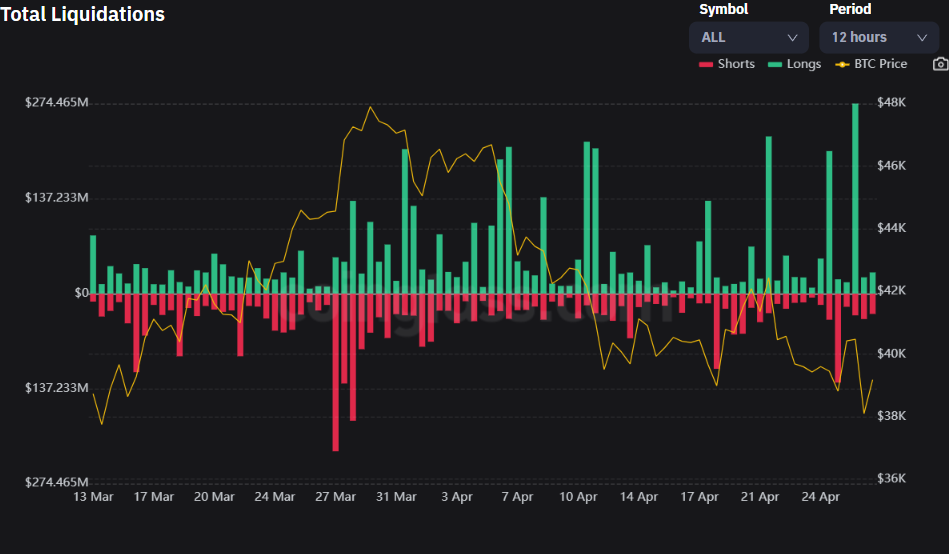 Total Liquidations
Symbol
Period
ALL
12 hours
Shorts
Longs
BTC Price
$274.465M
$137.233M
$0
$137.233M
$274.465M
$48K
$46K
$44K
$42K
$40K
$38K
$36K
13 Mar
17 Mar
20 Mar
24 Mar
27 Mar
31 Mar
3 Apr
7 Apr
10 Apr
14 Apr
17 Apr
21 Apr
24 Apr
coinglass.com